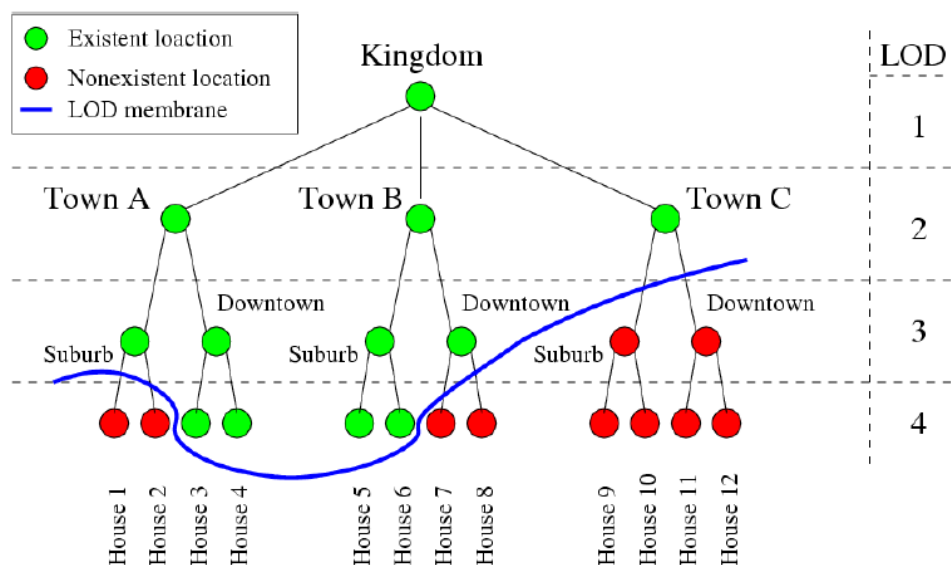 Existent loaction
Nonexistent location
LOD membrane
Kingdom
LOD
1
Town A
Town B
Town C
2
Downtown
Downtown
Downtown
Suburb
Suburb
Suburb
3
4
House 1
House 2
House 3
House 4
House 5
House 6
House 7
House 8
House 9
House 10
House 11
House 12